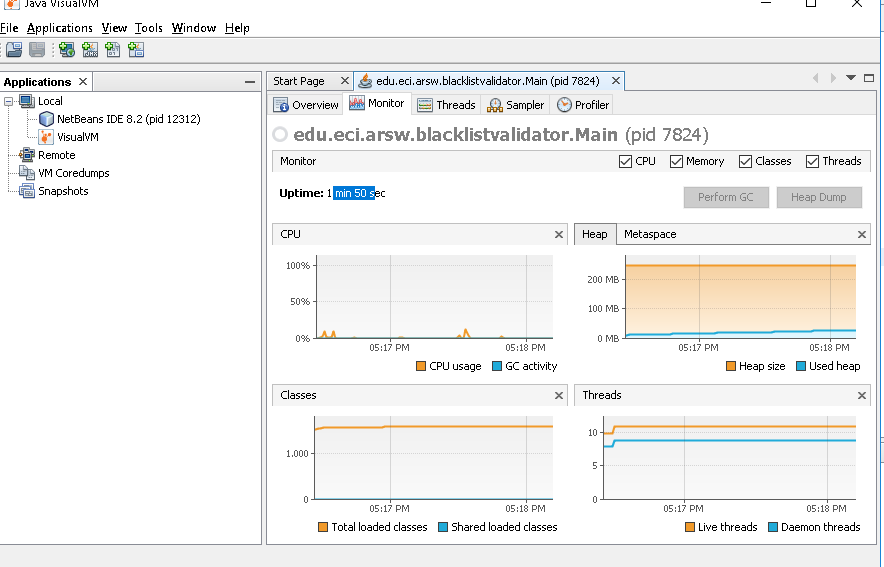 Java VisualVM
File Applications View Tools Window Help
Applications
Local
NetBeans IDE 8.2 (pid 12312)
VisualVM
Remote
VM Coredumps
Snapshots
Start Page
edu.eci.arsw.blacklistvalidator.Main (pid 7824)
Overview Monitor Threads Sampler Profiler
edu.eci.arsw.blacklistvalidator.Main (pid 7824)
Monitor CPU Memory Classes Threads
Uptime: 1 min 50 sec
Perform GC Heap Dump
CPU
100%
50%
0%
05:17 PM 05:18 PM
CPU usage GC activity
Heap Metaspace
200 MB
100 MB
0 MB
05:17 PM 05:18 PM
Heap size Used heap
Classes
1.000
0
05:17 PM 05:18 PM
Total loaded classes Shared loaded classes
Threads
10
5
0
05:17 PM 05:18 PM
Live threads Daemon threads